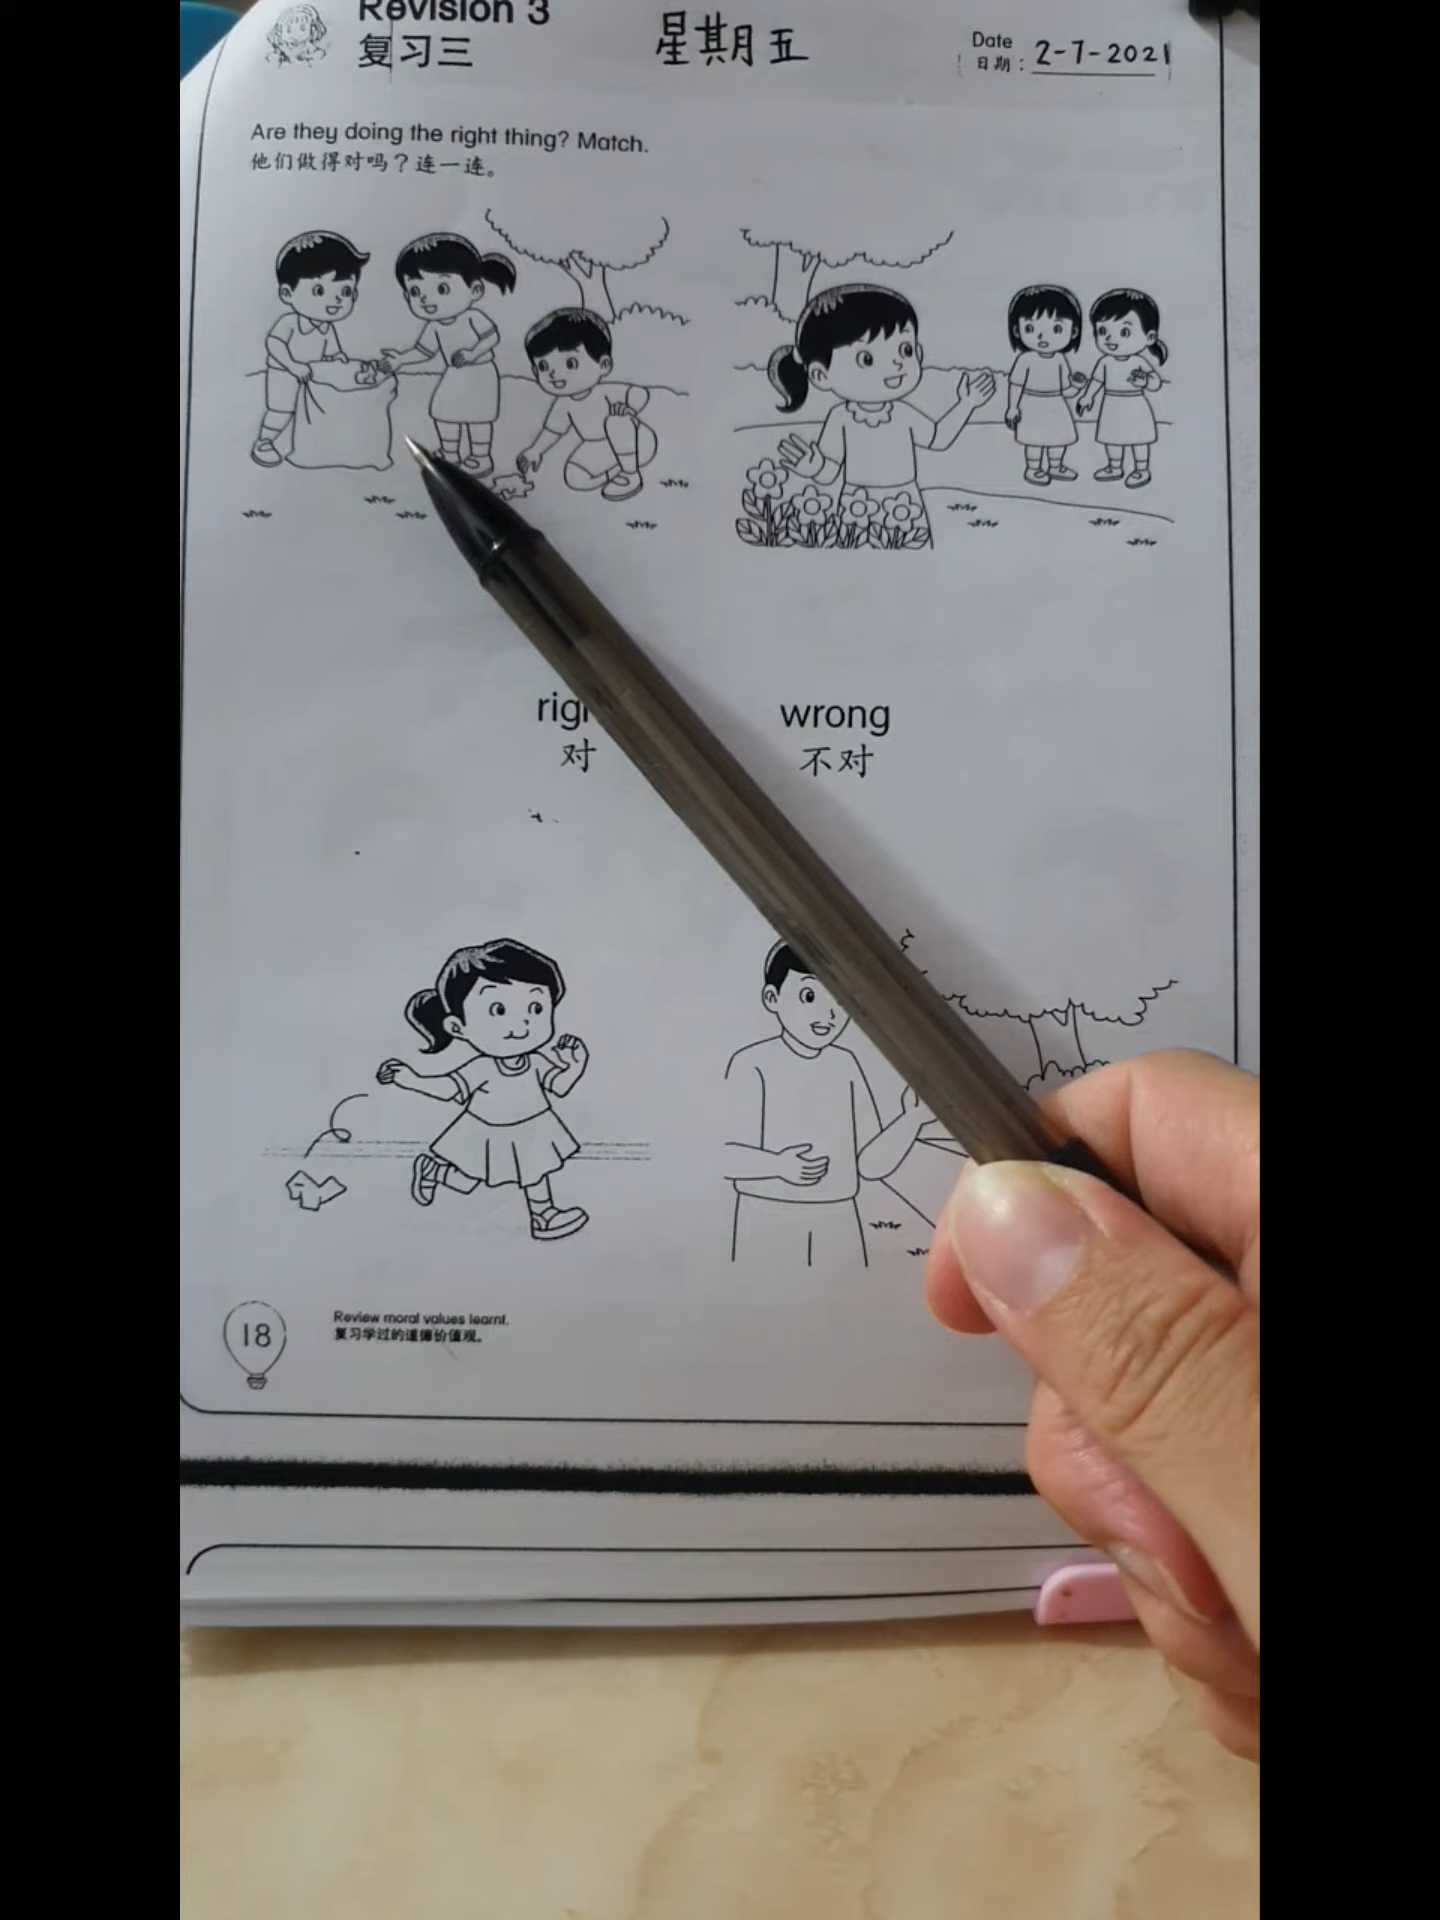 Revision 3
复习三
星期五
Date
日期：2-7-2021
Are they doing the right thing? Match.
他们做得对吗？连一连。
wrong
对
不对
18
Review moral values learnt.
复习学过的道德价值观。